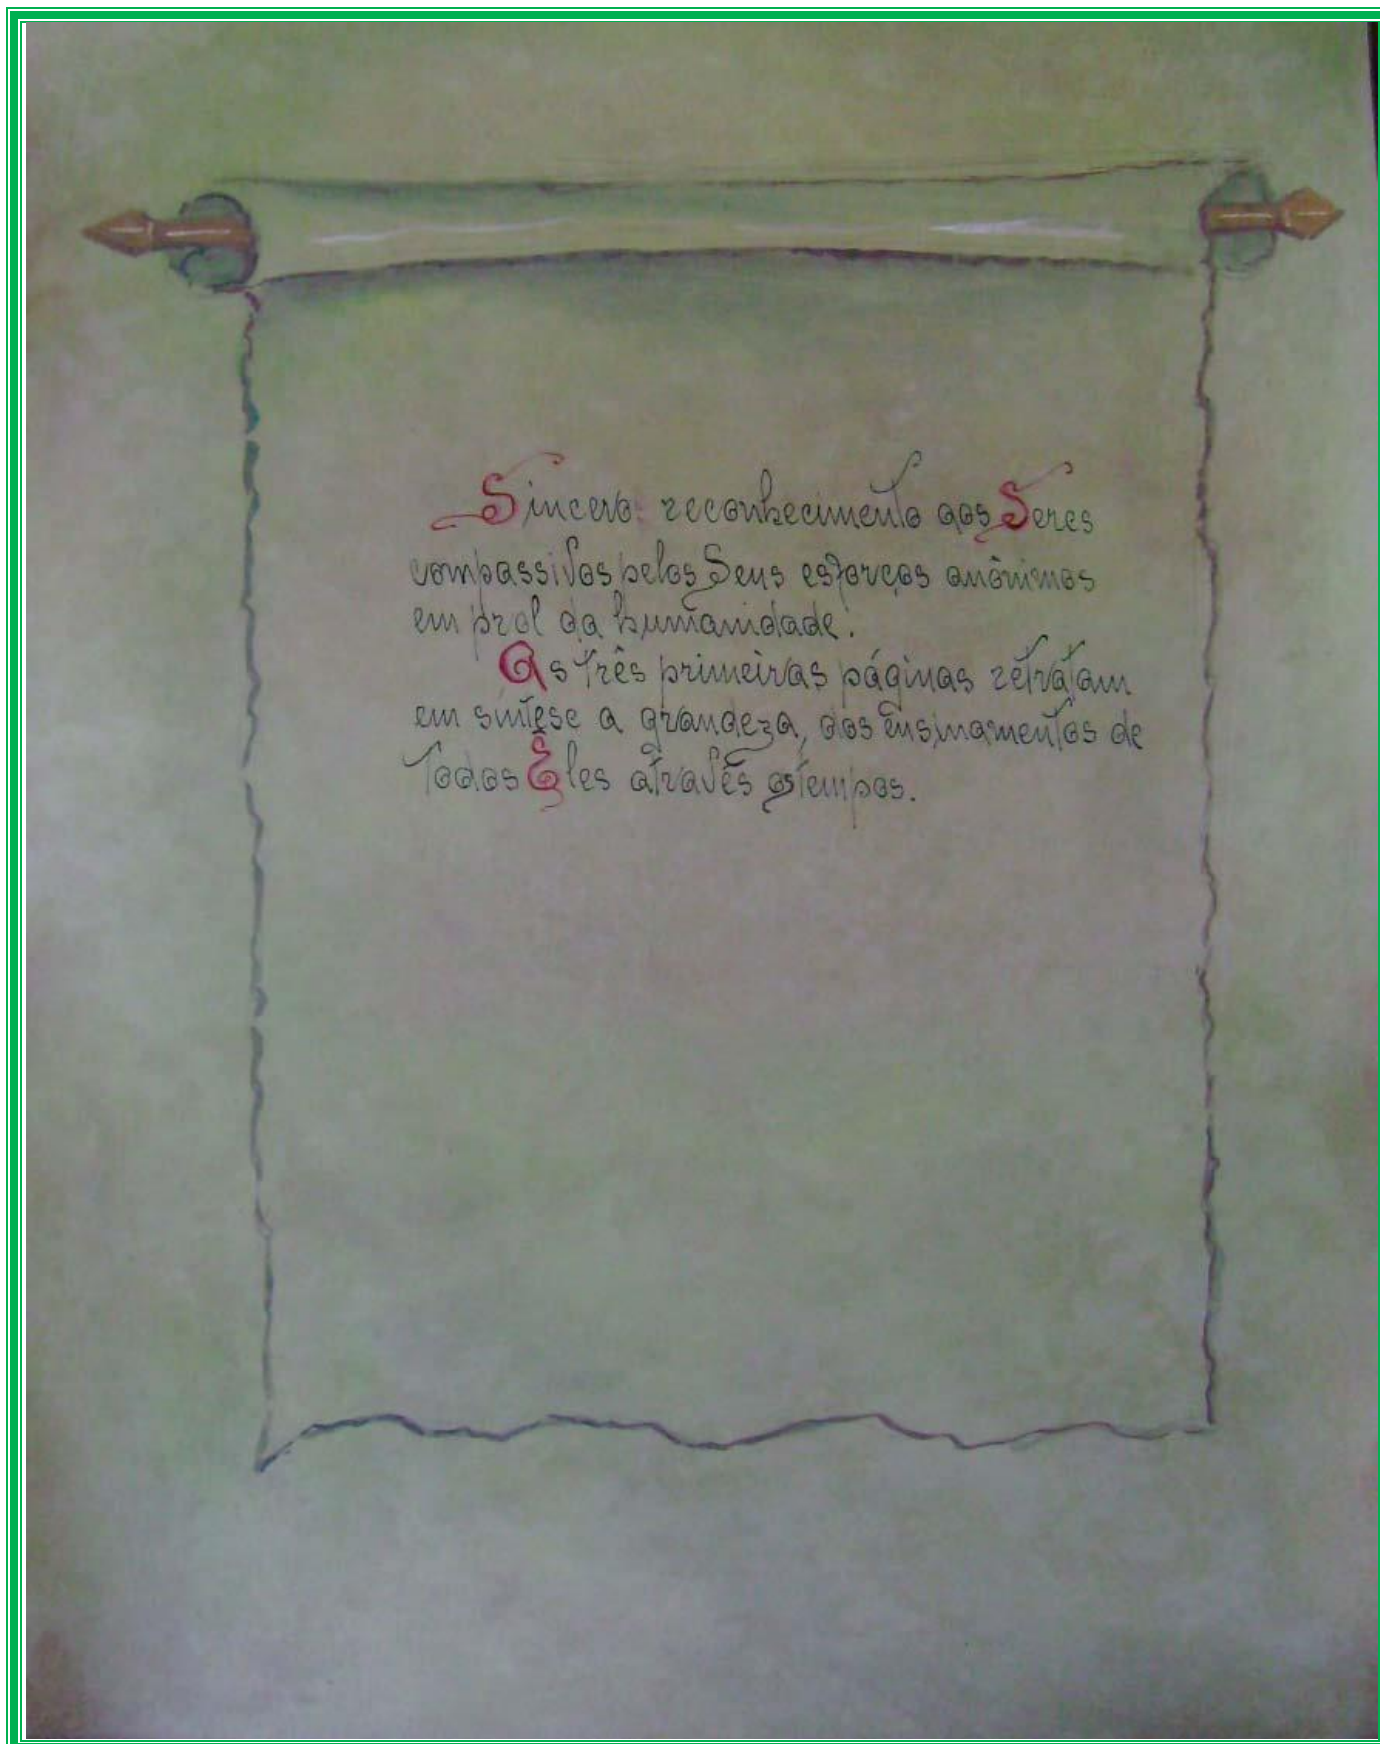 Sincero reconhecimento aos Seres
compassivos pelos Seus esforços anônimos
em prol da humanidade.
As três primeiras páginas retratam
em síntese a grandeza, dos ensinamentos de
todos Êles através os tempos.